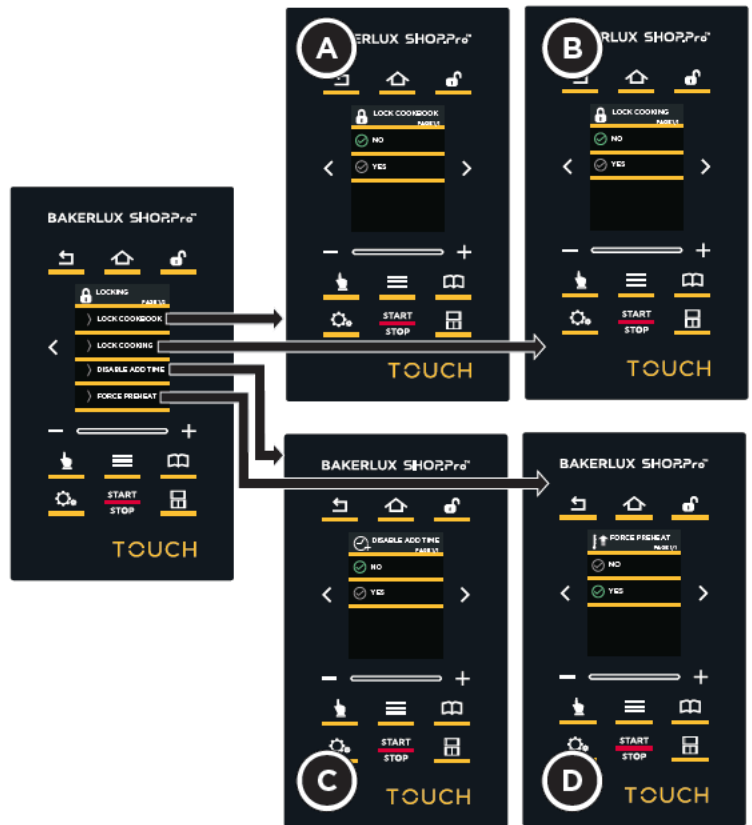 BAKERLUX SHOP.Pro™
LOCKING
PAGE 1/2
LOCK COOKBOOK
LOCK COOKING
DISABLE ADD TIME
FORCE PREHEAT
START
STOP
TOUCH
A
ERLUX SHOP.Pro™
LOCK COOKBOOK
PAGE 1/1
NO
YES
START
STOP
TOUCH
B
RLUX SHOP.Pro™
LOCK COOKING
PAGE 1/1
NO
YES
START
STOP
TOUCH
BAKERLUX SHOP.Pro™
DISABLE ADD TIME
PAGE 1/1
NO
YES
START
STOP
C
TOUCH
BAKERLUX SHOP.Pro™
FORCE PREHEAT
PAGE 1/1
NO
YES
START
STOP
D
TOUCH